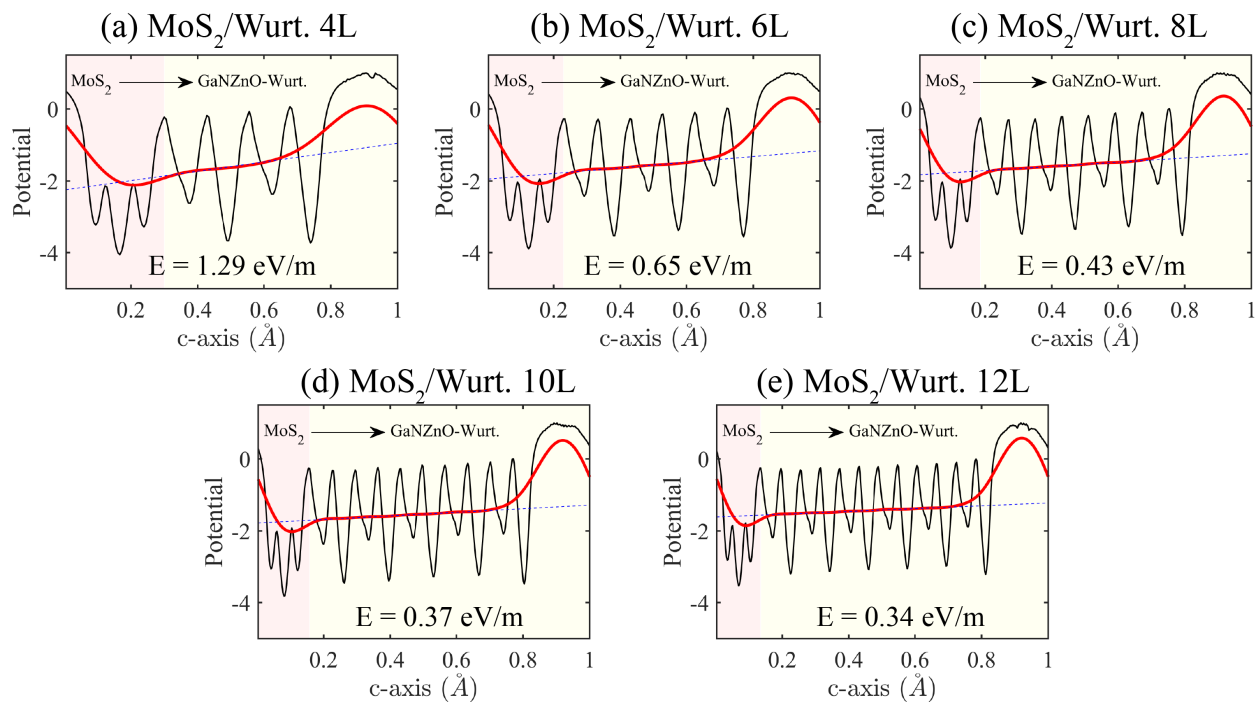 (a) MoS2/Wurt. 4L
MoS2 → GaNZnO-Wurt.
Potential
0
-2
-4
E = 1.29 eV/m
0.2 0.4 0.6 0.8 1
c-axis (Å)
(b) MoS2/Wurt. 6L
MoS2 → GaNZnO-Wurt.
Potential
0
-2
-4
E = 0.65 eV/m
0.2 0.4 0.6 0.8 1
c-axis (Å)
(c) MoS2/Wurt. 8L
MoS2 → GaNZnO-Wurt.
Potential
0
-2
-4
E = 0.43 eV/m
0.2 0.4 0.6 0.8 1
c-axis (Å)
(d) MoS2/Wurt. 10L
MoS2 → GaNZnO-Wurt.
Potential
0
-2
-4
E = 0.37 eV/m
0.2 0.4 0.6 0.8 1
c-axis (Å)
(e) MoS2/Wurt. 12L
MoS2 → GaNZnO-Wurt.
Potential
0
-2
-4
E = 0.34 eV/m
0.2 0.4 0.6 0.8 1
c-axis (Å)